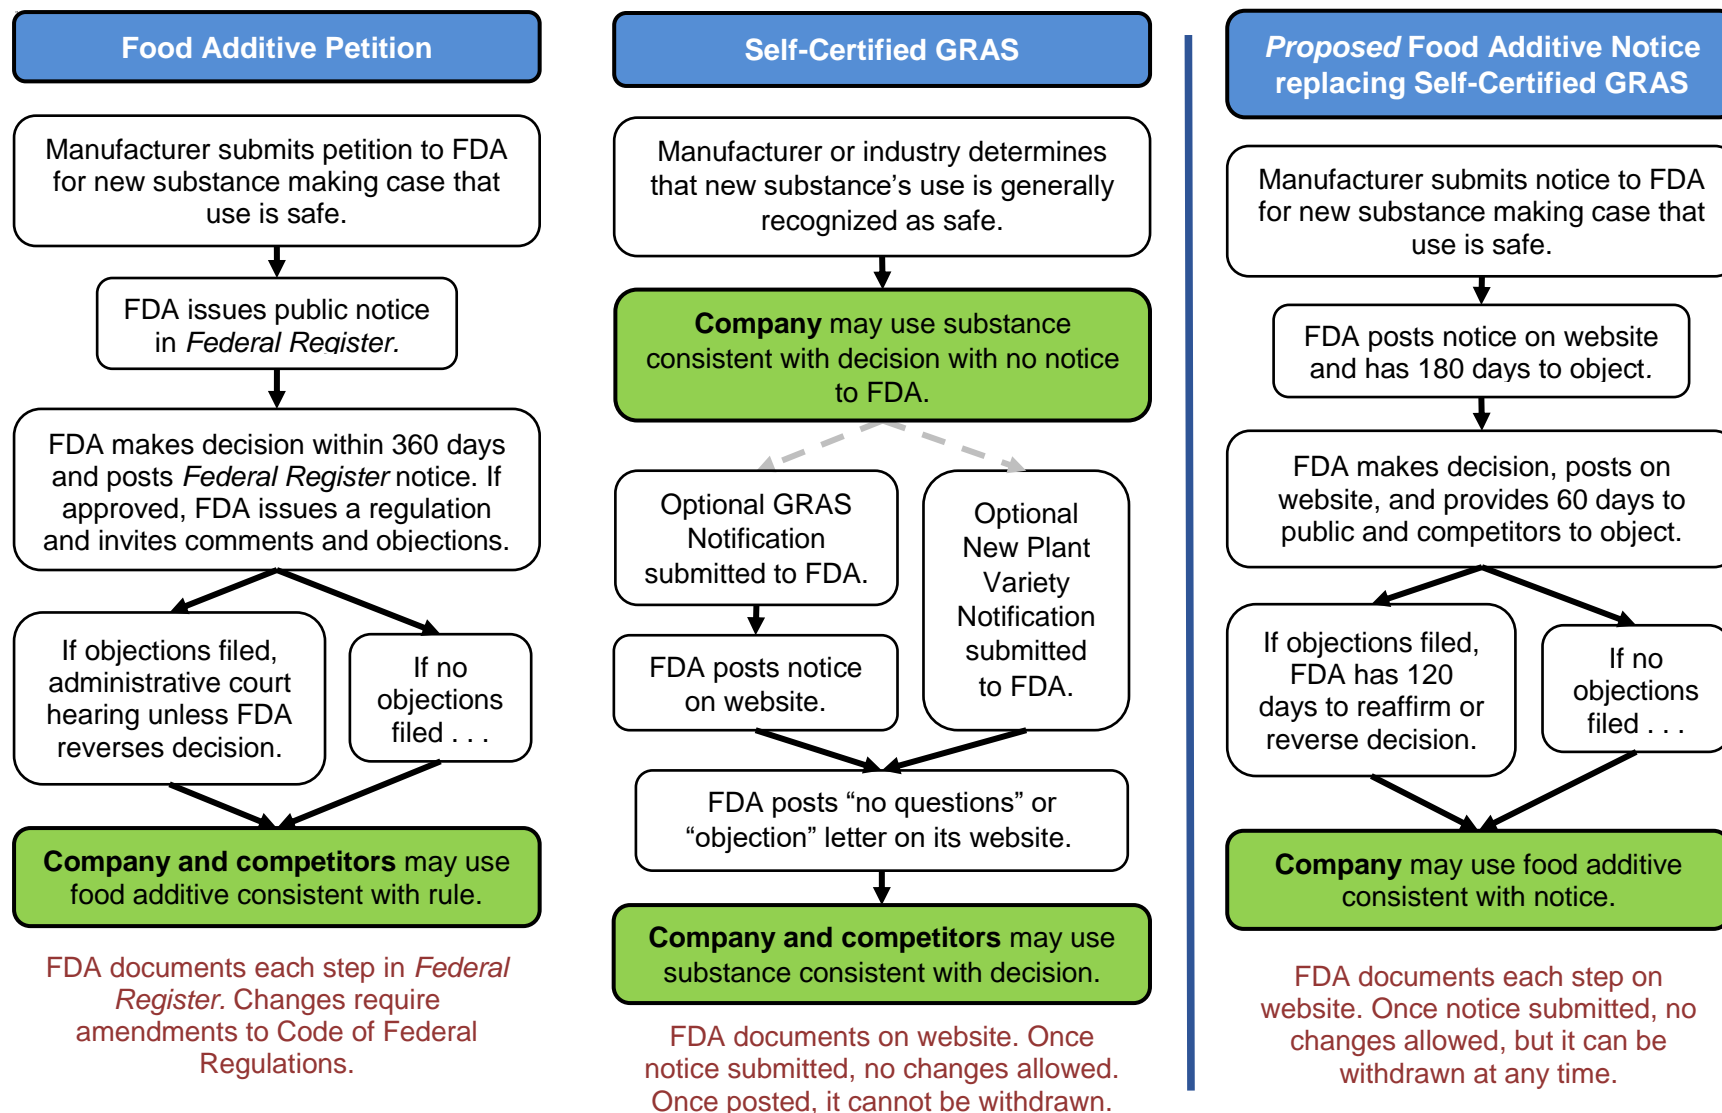 Food Additive Petition
Manufacturer submits petition to FDA
for new substance making case that
use is safe.
FDA issues public notice
in Federal Register.
FDA makes decision within 360 days
and posts Federal Register notice. If
approved, FDA issues a regulation
and invites comments and objections.
If objections filed,
administrative court
hearing unless FDA
reverses decision.
If no
objections
filed . . .
Company and competitors may use
food additive consistent with rule.
FDA documents each step in Federal
Register. Changes require
amendments to Code of Federal
Regulations.
Self-Certified GRAS
Manufacturer or industry determines
that new substance’s use is generally
recognized as safe.
Company may use substance
consistent with decision with no notice
to FDA.
Optional GRAS
Notification
submitted to FDA.
FDA posts notice
on website.
Optional
New Plant
Variety
Notification
submitted
to FDA.
FDA posts “no questions” or
“objection” letter on its website.
Company and competitors may use
substance consistent with decision.
FDA documents on website. Once
notice submitted, no changes allowed.
Once posted, it cannot be withdrawn.
Proposed Food Additive Notice
replacing Self-Certified GRAS
Manufacturer submits notice to FDA
for new substance making case that
use is safe.
FDA posts notice on website
and has 180 days to object.
FDA makes decision, posts on
website, and provides 60 days to
public and competitors to object.
If objections filed,
FDA has 120
days to reaffirm or
reverse decision.
If no
objections
filed . . .
Company may use food additive
consistent with notice.
FDA documents each step on
website. Once notice submitted, no
changes allowed, but it can be
withdrawn at any time.